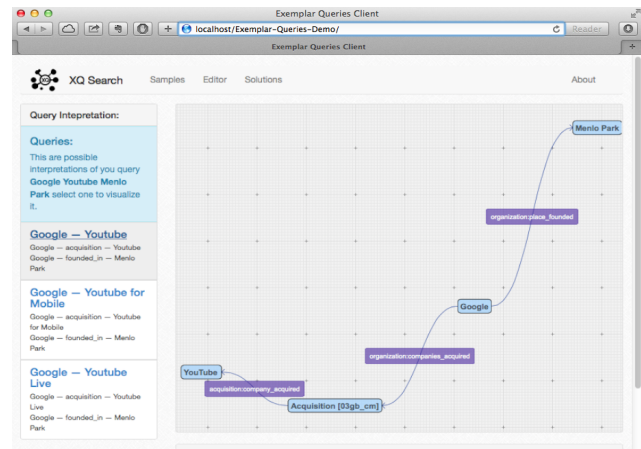 Exemplar Queries Client
localhost/Exemplar-Queries-Demo/
Reader
Exemplar Queries Client
XQ
XQ Search
Samples
Editor
Solutions
About
Query Intepretation:
Queries:
This are possible
interpretations of you query
Google Youtube Menlo
Park select one to visualize
it.
Google — Youtube
Google — acquisition — Youtube
Google — founded_in — Menlo
Park
Google — Youtube for
Mobile
Google — acquisition — Youtube
for Mobile
Google — founded_in — Menlo
Park
Google — Youtube
Live
Google — acquisition — Youtube
Live
Google — founded_in — Menlo
Park
Menlo Park
organization:place_founded
Google
organization:companies_acquired
YouTube
acquisition:company_acquired
Acquisition [03gb_cm]